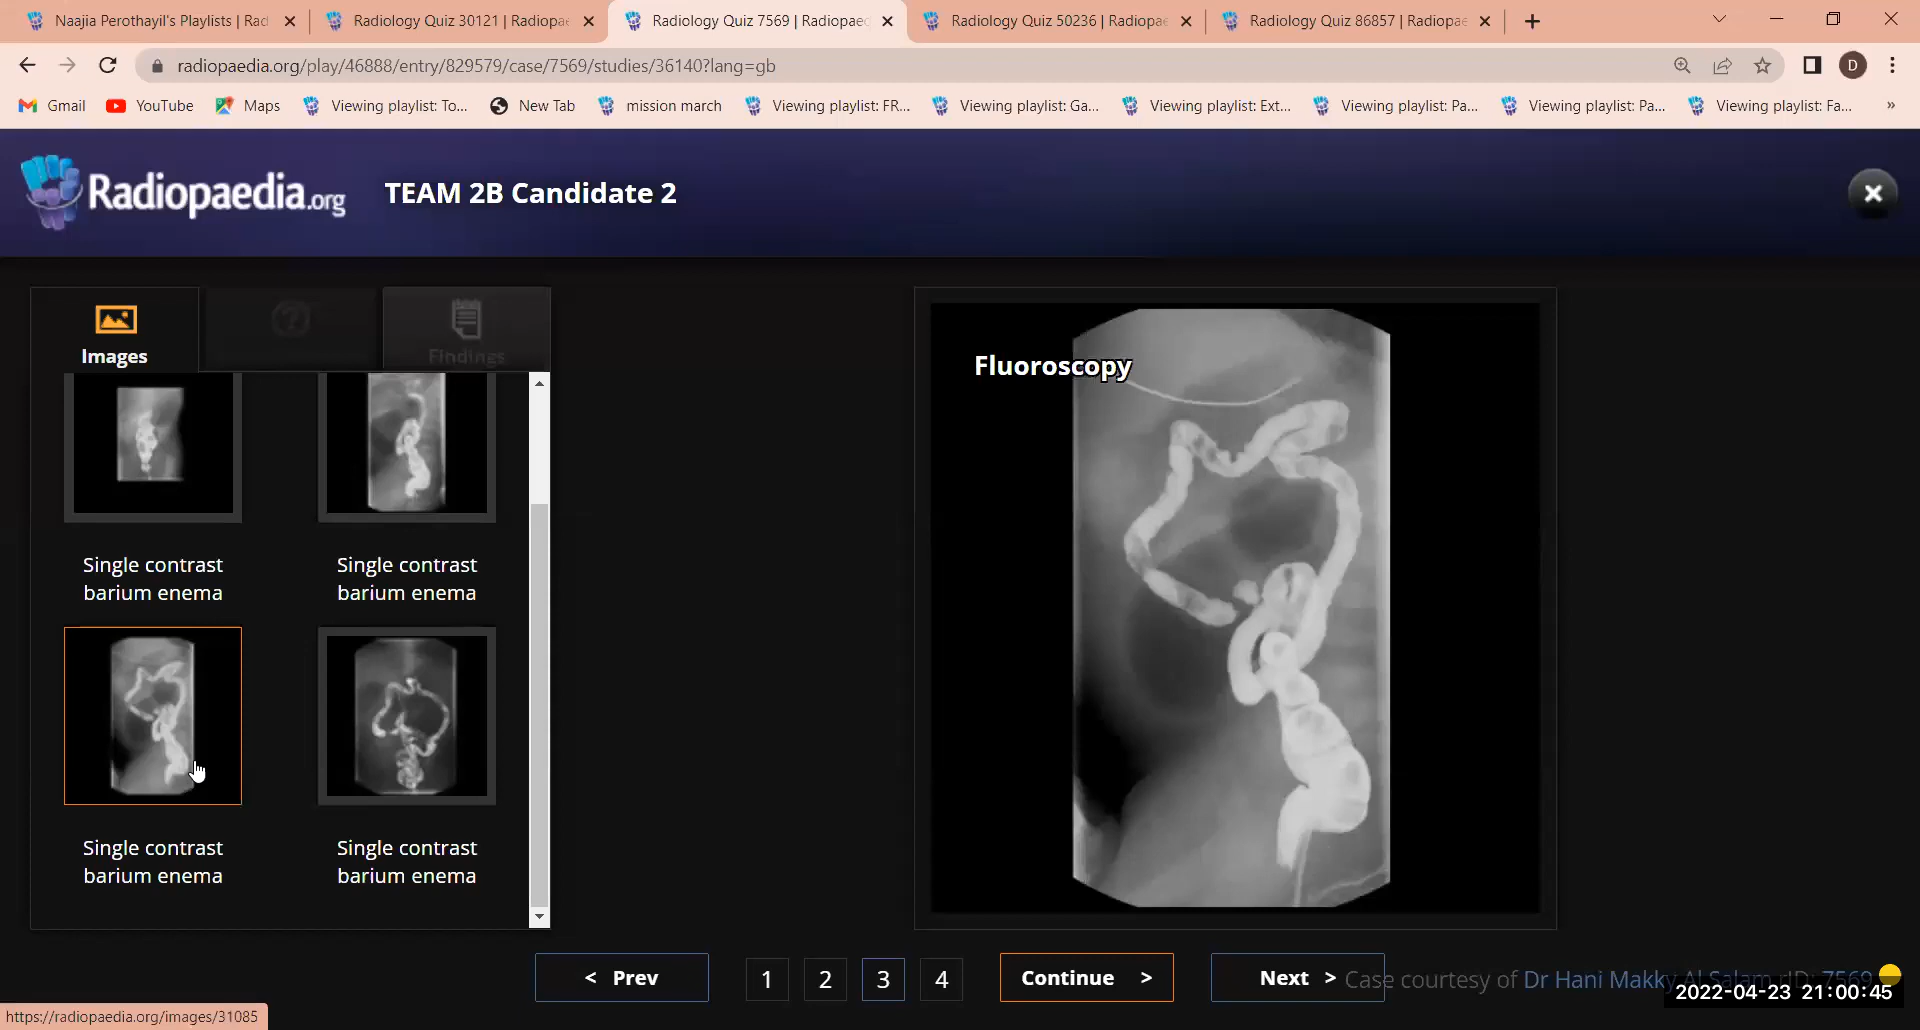 Naajia Perothayil's Playlists | Rad
Radiology Quiz 30121 | Radiopae
Radiology Quiz 7569 | Radiopaed
Radiology Quiz 50236 | Radiopae
Radiology Quiz 86857 | Radiopae
radiopaedia.org/play/46888/entry/829579/case/7569/studies/36140?lang=gb
D
Gmail
YouTube
Maps
Viewing playlist: To...
New Tab
mission march
Viewing playlist: FR...
Viewing playlist: Ga...
Viewing playlist: Ext...
Viewing playlist: Pa...
Viewing playlist: Pa...
Viewing playlist: Fa...
»
Radiopaedia.org
TEAM 2B Candidate 2
Images
Findings
Fluoroscopy
Single contrast
barium enema
Single contrast
barium enema
Single contrast
barium enema
Single contrast
barium enema
< Prev
1
2
3
4
Continue >
Next >
Case courtesy of Dr Hani Makky Al Salam rID: 7569
2022-04-23 21:00:45
https://radiopaedia.org/images/31085